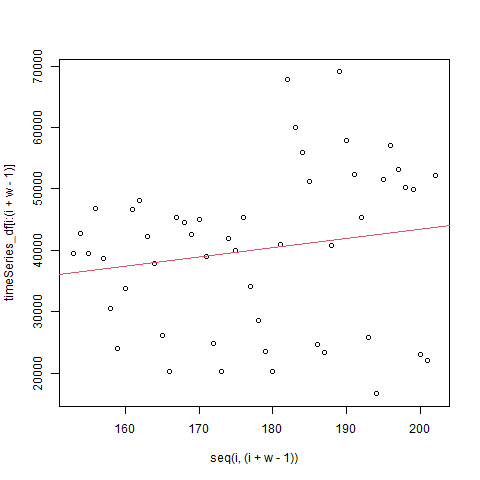 70000
60000
50000
40000
30000
20000
timeSeries_df[i:(i + w - 1)]
160 170 180 190 200
seq(i, (i + w - 1))